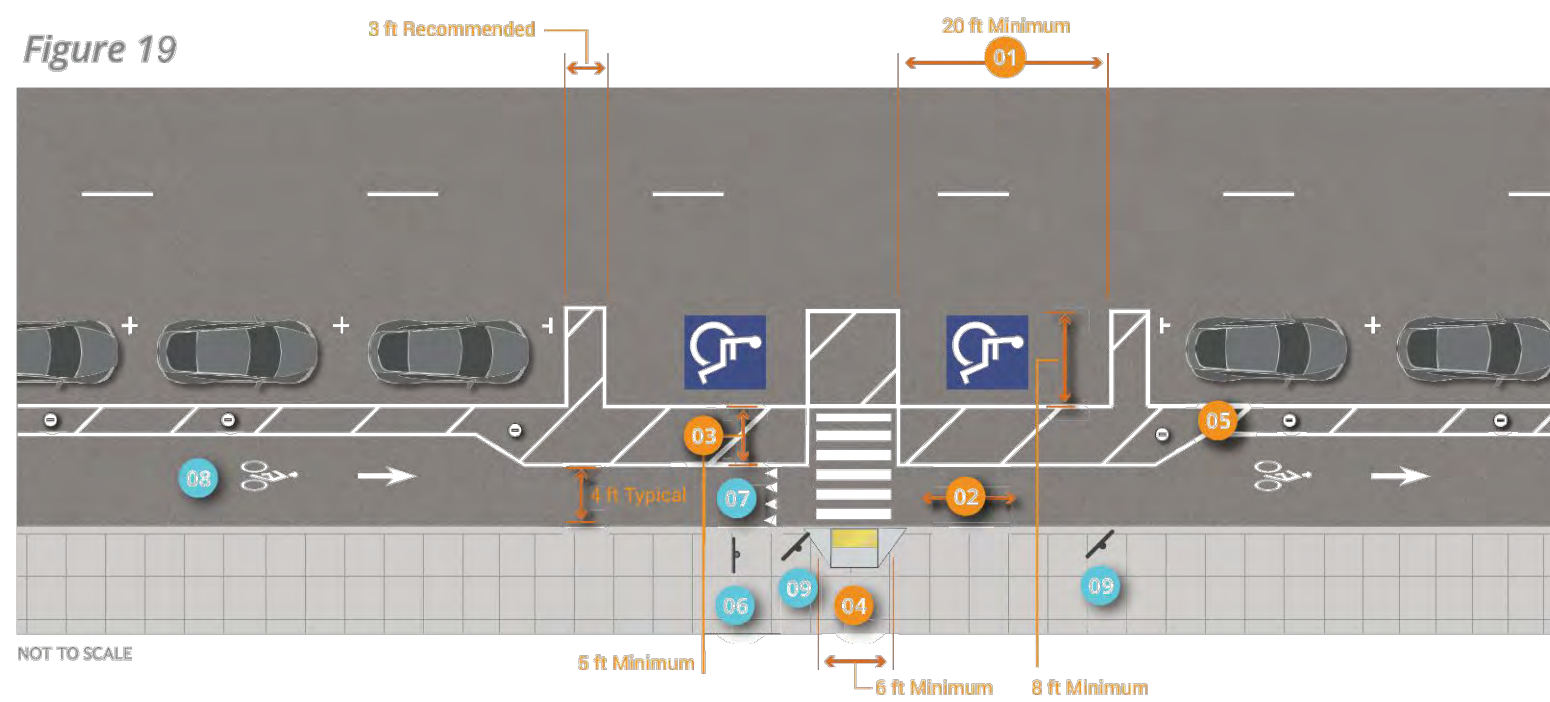 3 ft Recommended
20 ft Minimum
Figure 19
01
03
05
08
4 ft Typical
07
02
09
09
06
04
NOT TO SCALE
5 ft Minimum
6 ft Minimum
8 ft Minimum